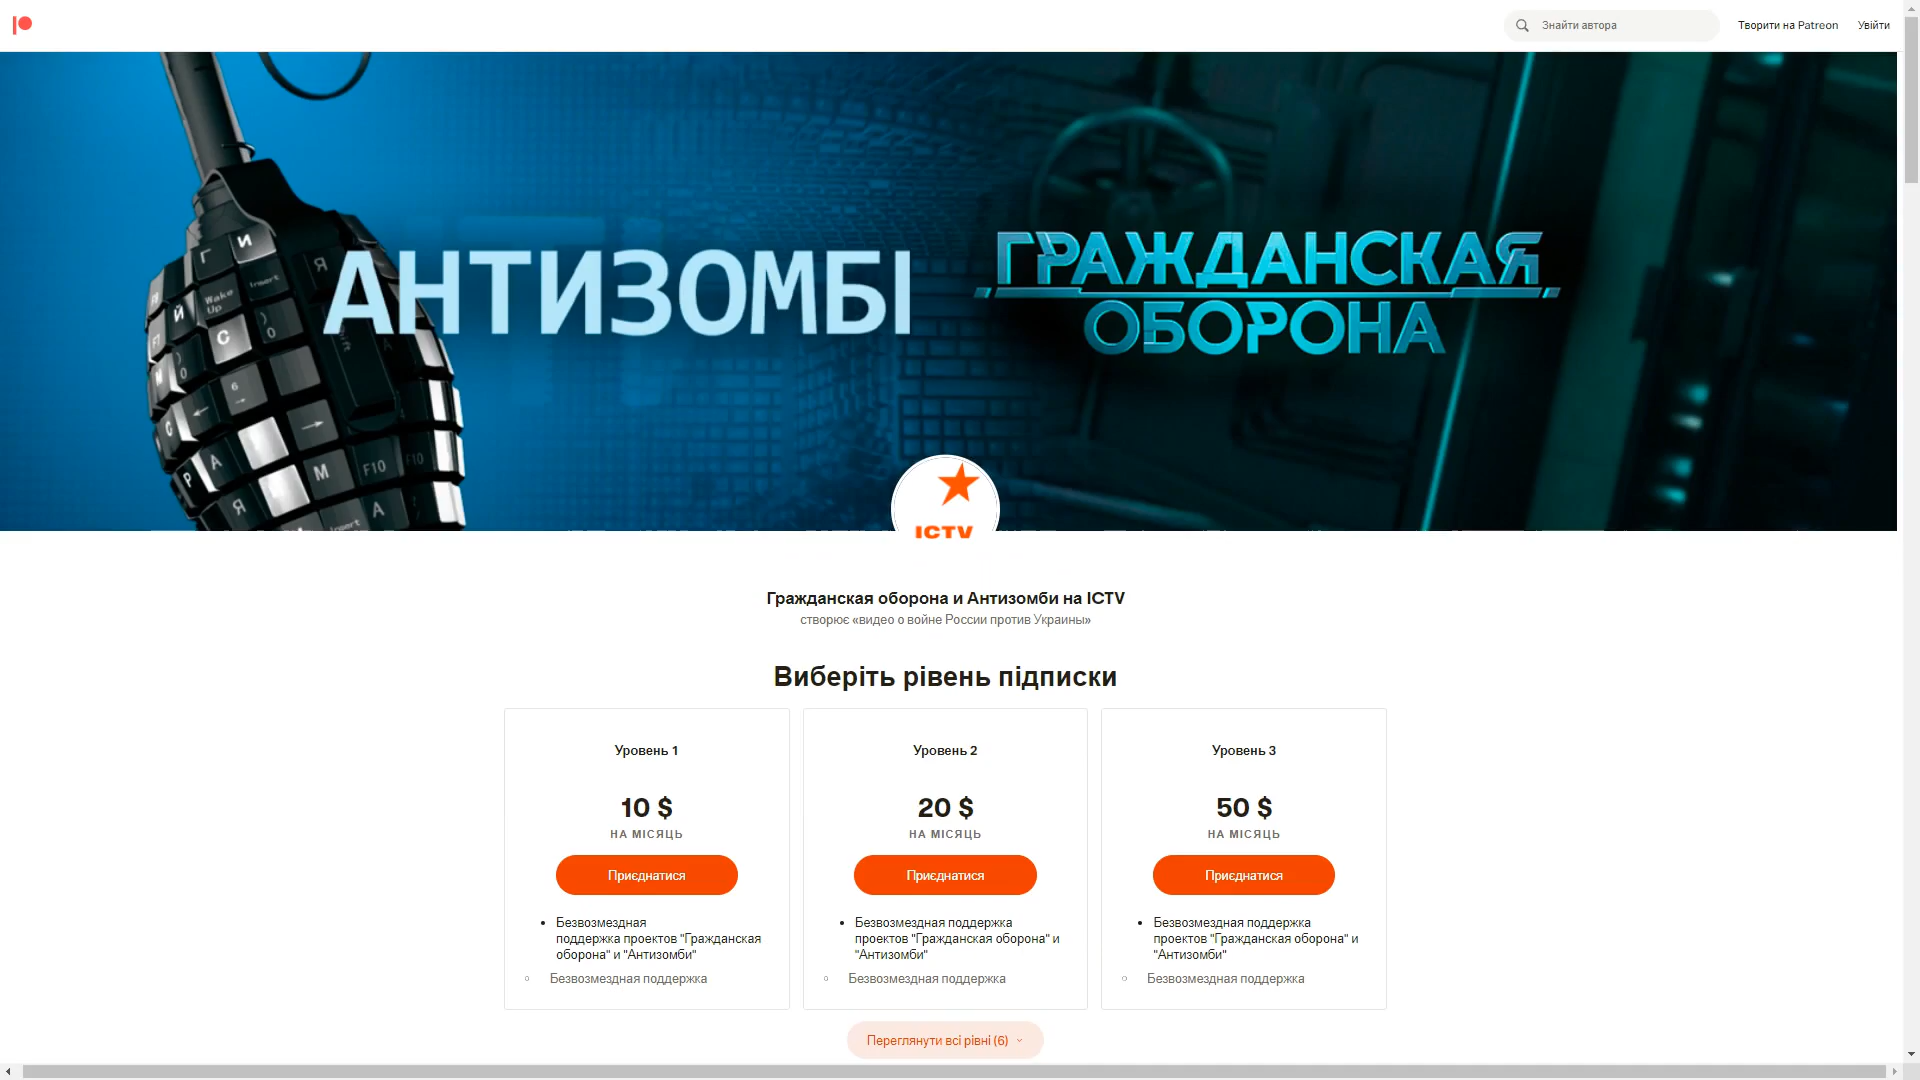 Знайти автора
Творити на Patreon
Увійти
АНТИЗОМБІ
ГРАЖДАНСКАЯ
ОБОРОНА
ICTV
Гражданская оборона и Антизомби на ICTV
створює «видео о войне России против Украины»
Виберіть рівень підписки
Уровень 1
10 $
НА МІСЯЦЬ
Приєднатися
Безвозмездная
поддержка проектов "Гражданская
оборона" и "Антизомби"
Безвозмездная поддержка
Уровень 2
20 $
НА МІСЯЦЬ
Приєднатися
Безвозмездная поддержка
проектов "Гражданская оборона" и
"Антизомби"
Безвозмездная поддержка
Уровень 3
50 $
НА МІСЯЦЬ
Приєднатися
Безвозмездная поддержка
проектов "Гражданская оборона" и
"Антизомби"
Безвозмездная поддержка
Переглянути всі рівні (6)